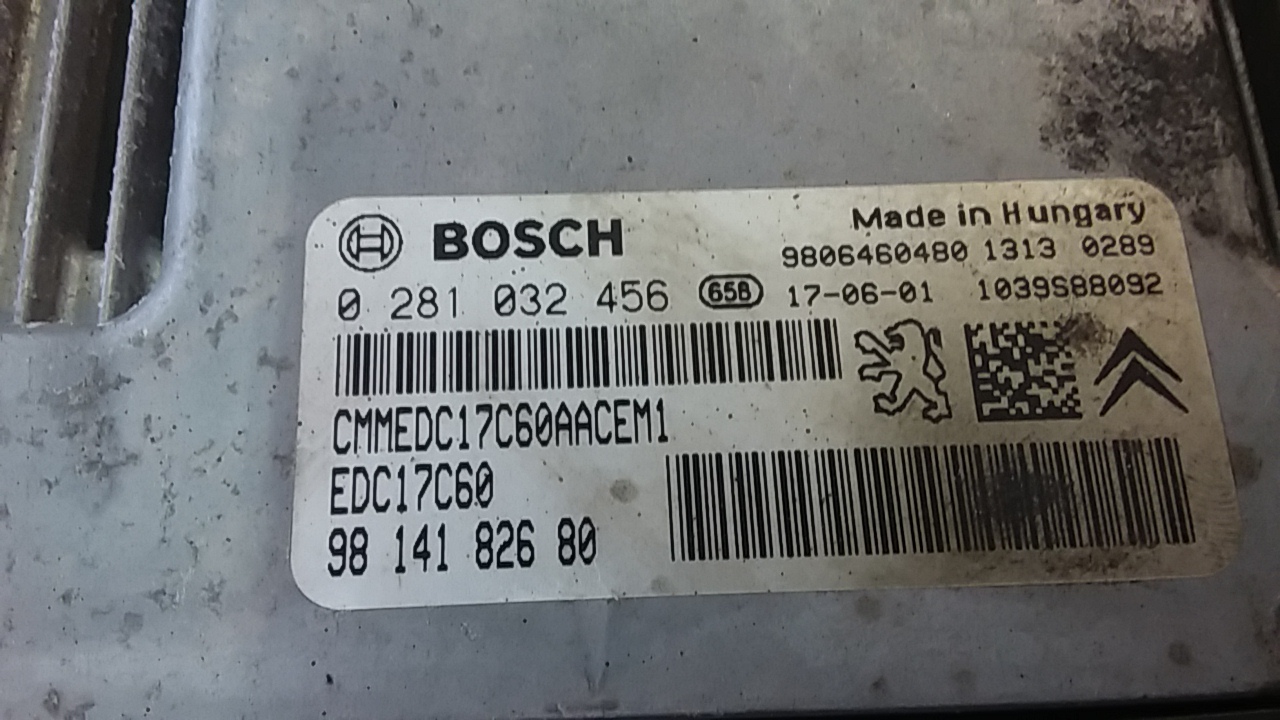 BOSCH
Made in Hungary
9806460480 1313 0289
0 281 032 456 65B 17-06-01 1039S88092
CMMEDC17C60AACEM1
EDC17C60
98 141 826 80